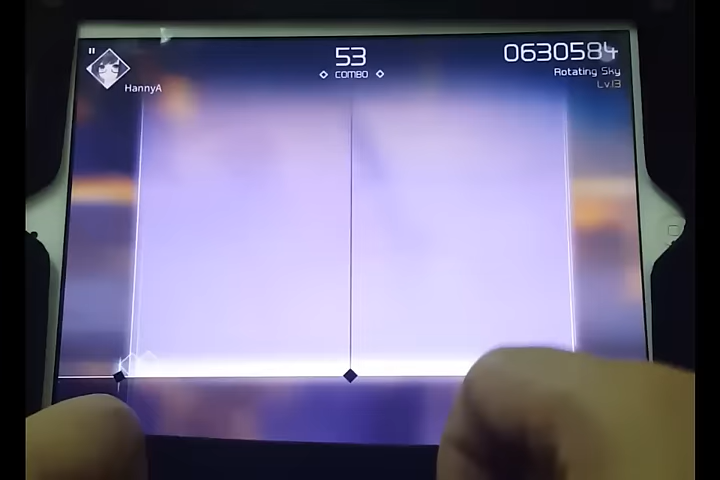 53
COMBO
HannyA
0630584
Rotating Sky
Lv.13